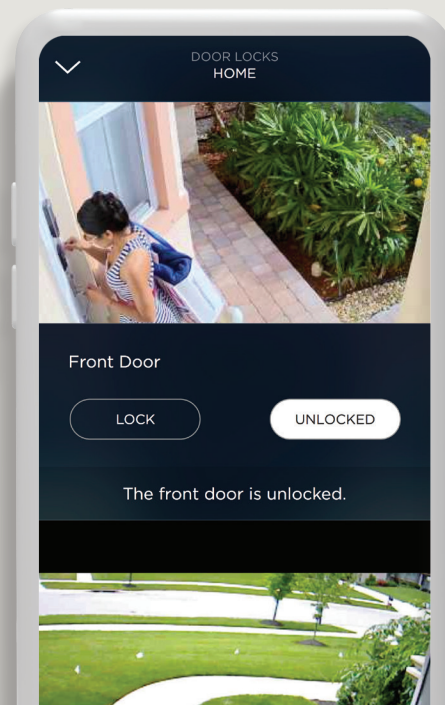 DOOR LOCKS
HOME
Front Door
LOCK
UNLOCKED
The front door is unlocked.